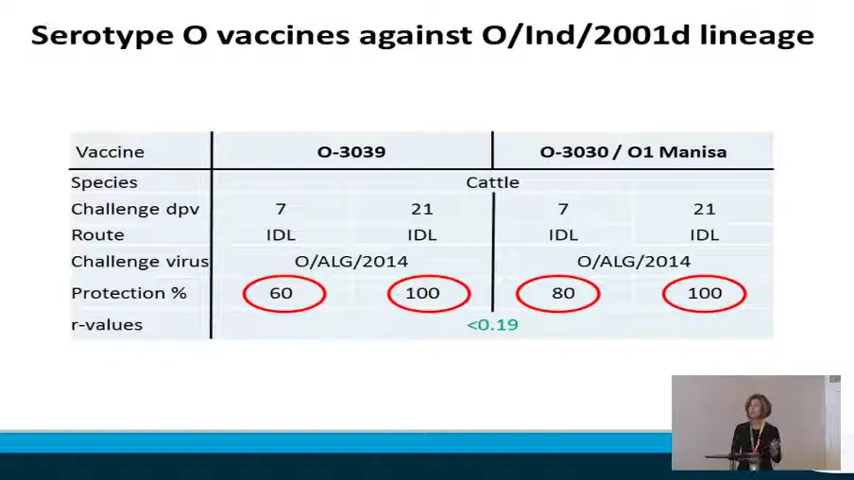 Serotype O vaccines against O/Ind/2001d lineage
Vaccine O-3039 O-3030 / O1 Manisa
Species Cattle
Challenge dpv 7 21 7 21
Route IDL IDL IDL IDL
Challenge virus O/ALG/2014 O/ALG/2014
Protection % 60 100 80 100
r-values <0.19